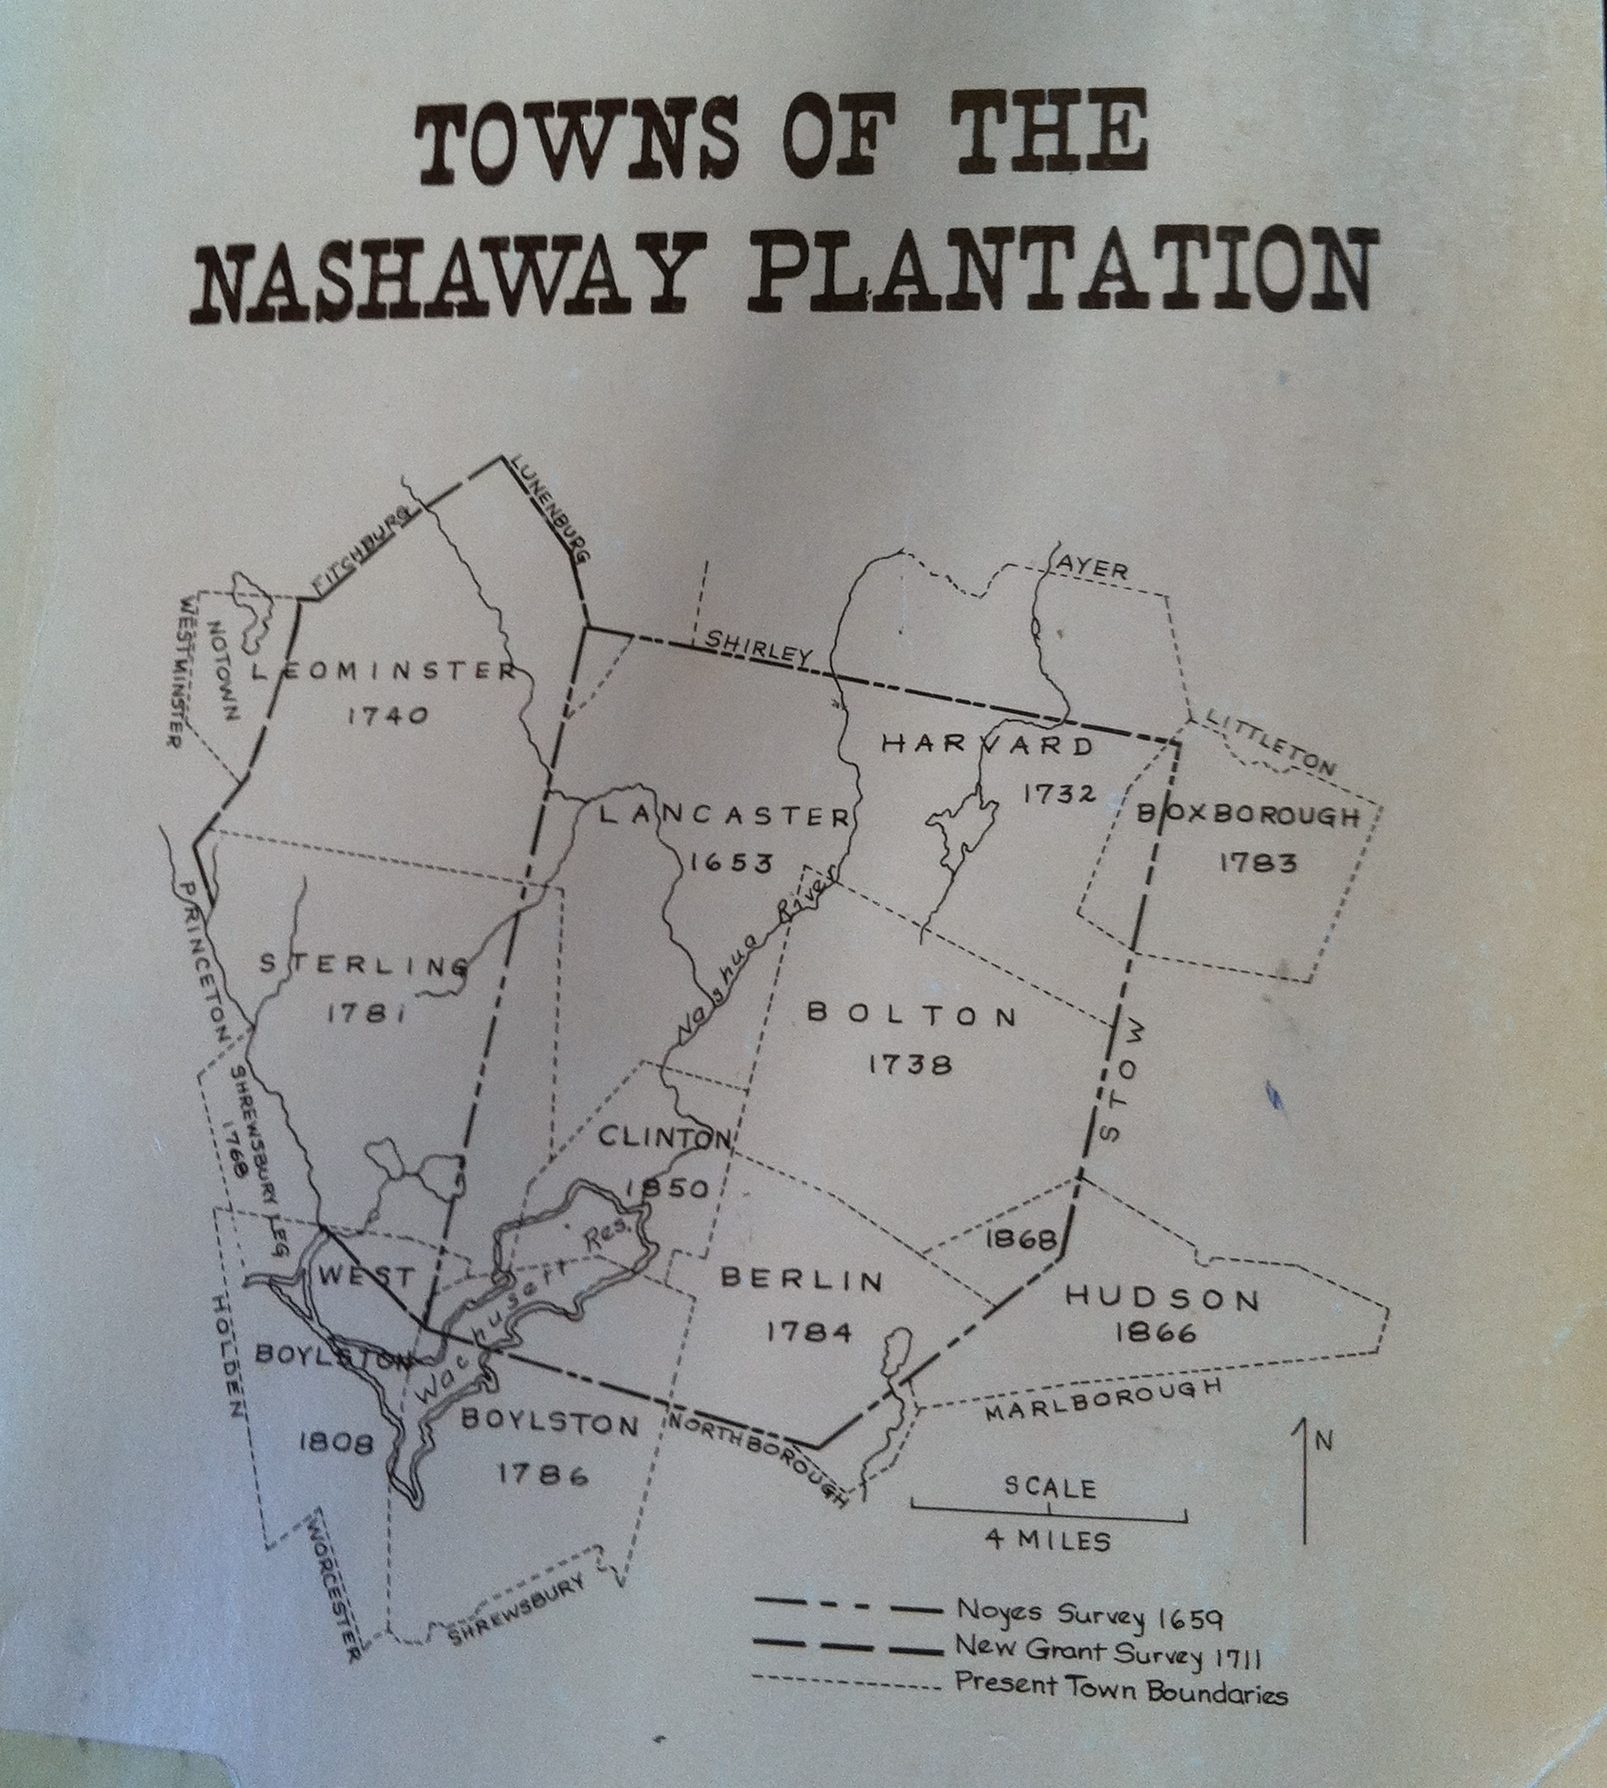 TOWNS OF THE
NASHAWAY PLANTATION
LUNENBURG
FITCHBURG
AYER
WESTMINSTER
NOTOWN
SHIRLEY
LEOMINSTER
1740
LITTLETON
HARVARD
1732
LANCASTER
1653
BOXBOROUGH
1783
PRINCETON
Nashua River
STERLING
1781
BOLTON
1738
STOW
SHREWSBURY LEG
1768
CLINTON
1850
1868
Wachusett Res.
WEST
BOYLSTON
1808
BERLIN
1784
HUDSON
1866
HOLDEN
BOYLSTON
1786
NORTHBOROUGH
MARLBOROUGH
N
SCALE
4 MILES
WORCESTER
SHREWSBURY
Noyes Survey 1659
New Grant Survey 1711
Present Town Boundaries